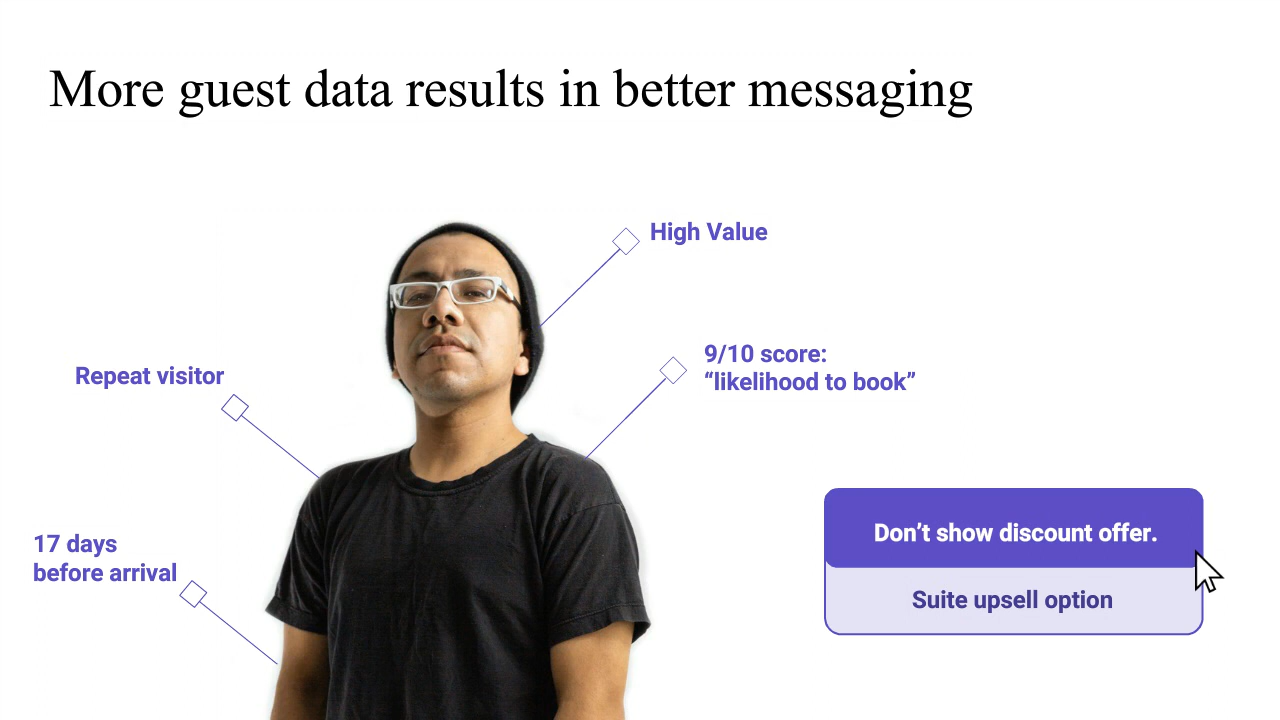 More guest data results in better messaging
High Value
9/10 score:
“likelihood to book”
Repeat visitor
17 days
before arrival
Don’t show discount offer.
Suite upsell option